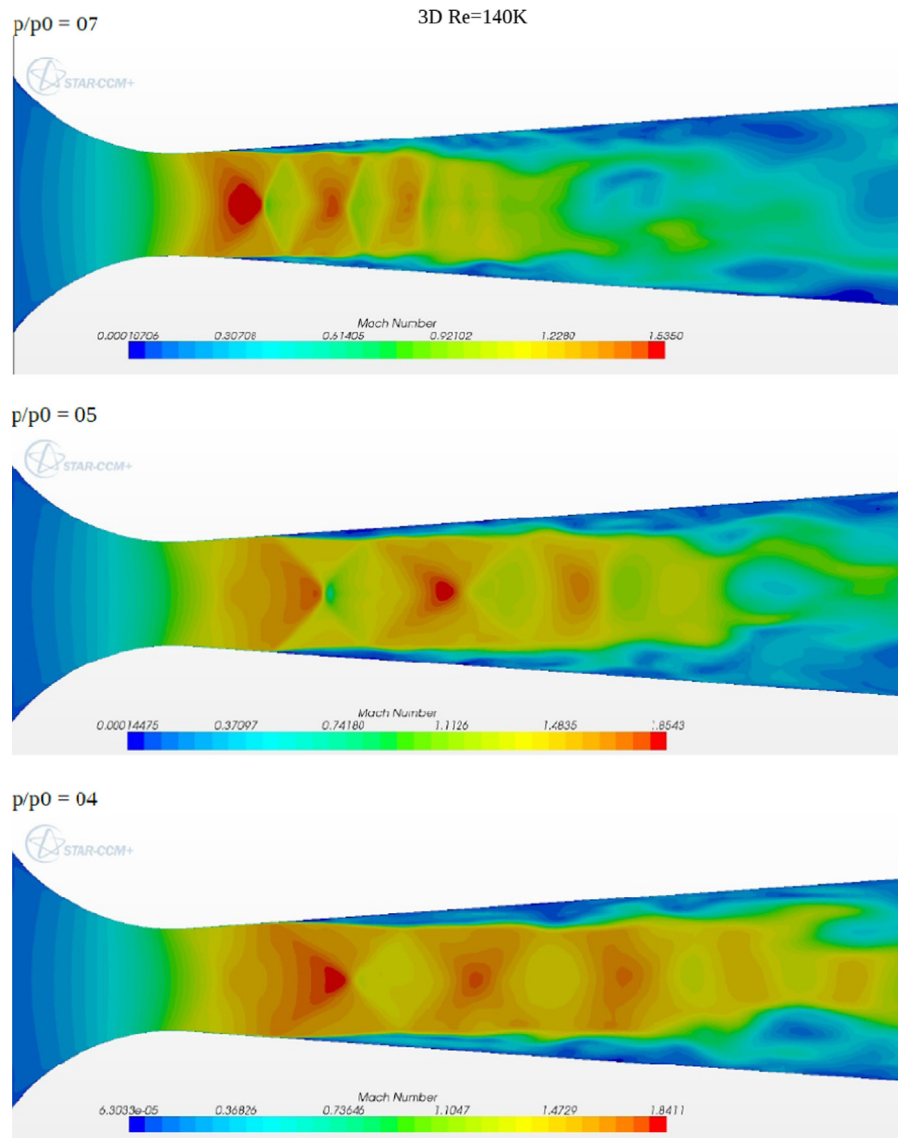 3D Re=140K
p/p0 = 07
STAR-CCM+
Mach Number
0.00010706 0.30708 0.61405 0.92102 1.2280 1.5350
p/p0 = 05
STAR-CCM+
Mach Number
0.00014475 0.37097 0.74180 1.1126 1.4835 1.8543
p/p0 = 04
STAR-CCM+
Mach Number
6.3033e-05 0.36826 0.73646 1.1047 1.4729 1.8411